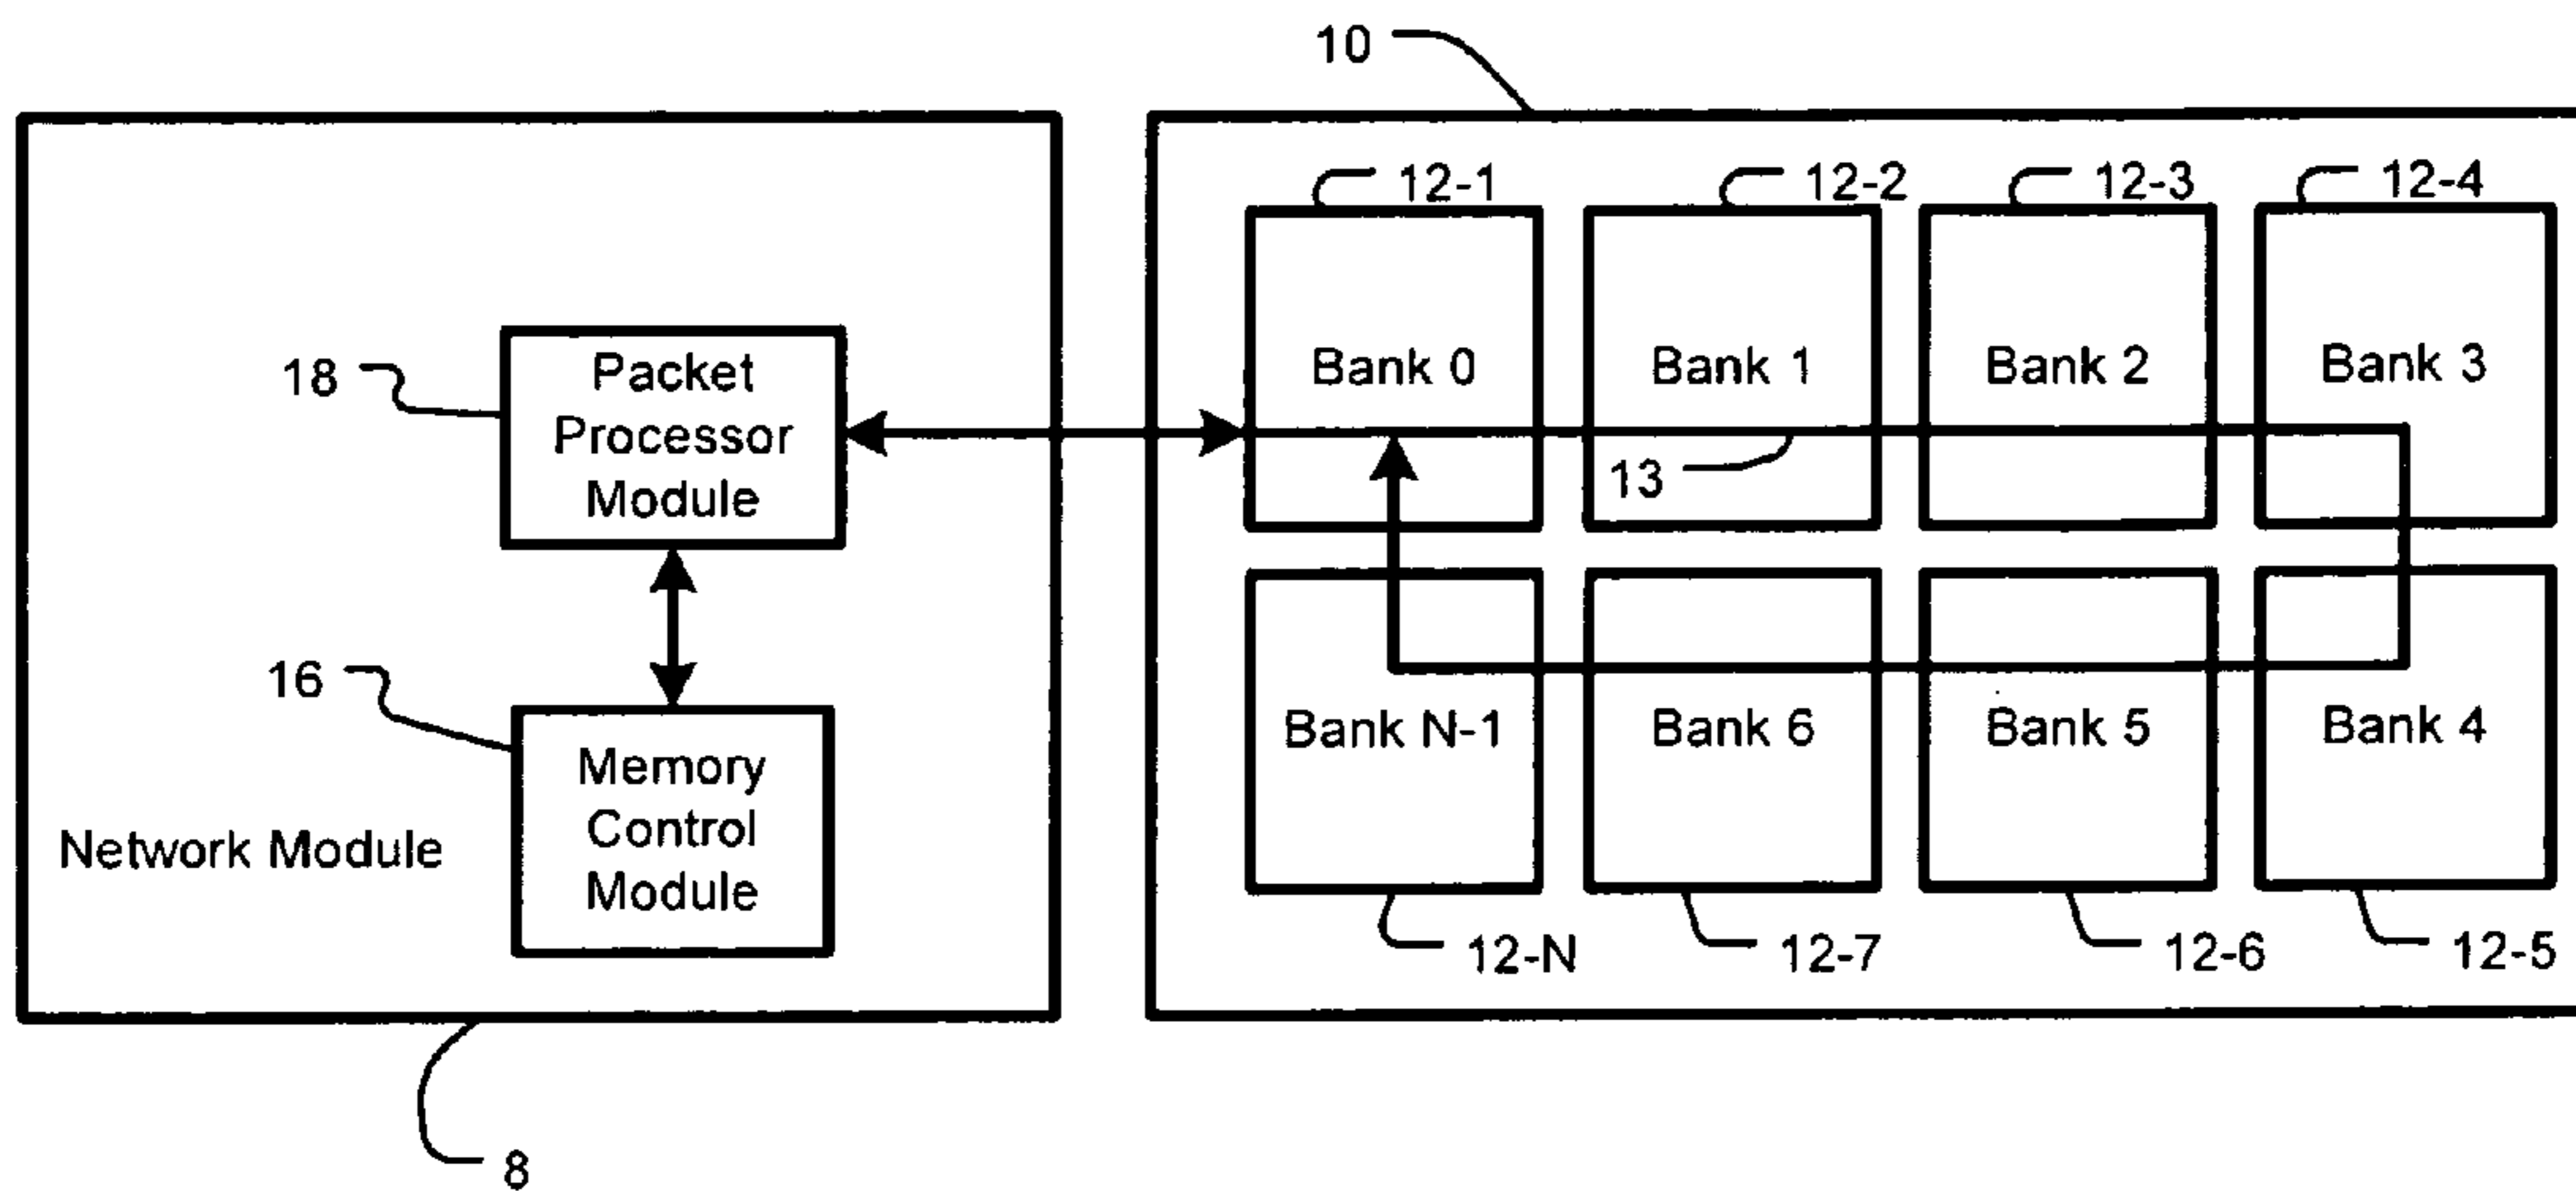 10
12-1
12-2
12-3
12-4
18
Packet
Processor
Module
Bank 0
Bank 1
Bank 2
Bank 3
13
16
Memory
Control
Module
Network Module
Bank N-1
Bank 6
Bank 5
Bank 4
12-N
12-7
12-6
12-5
8